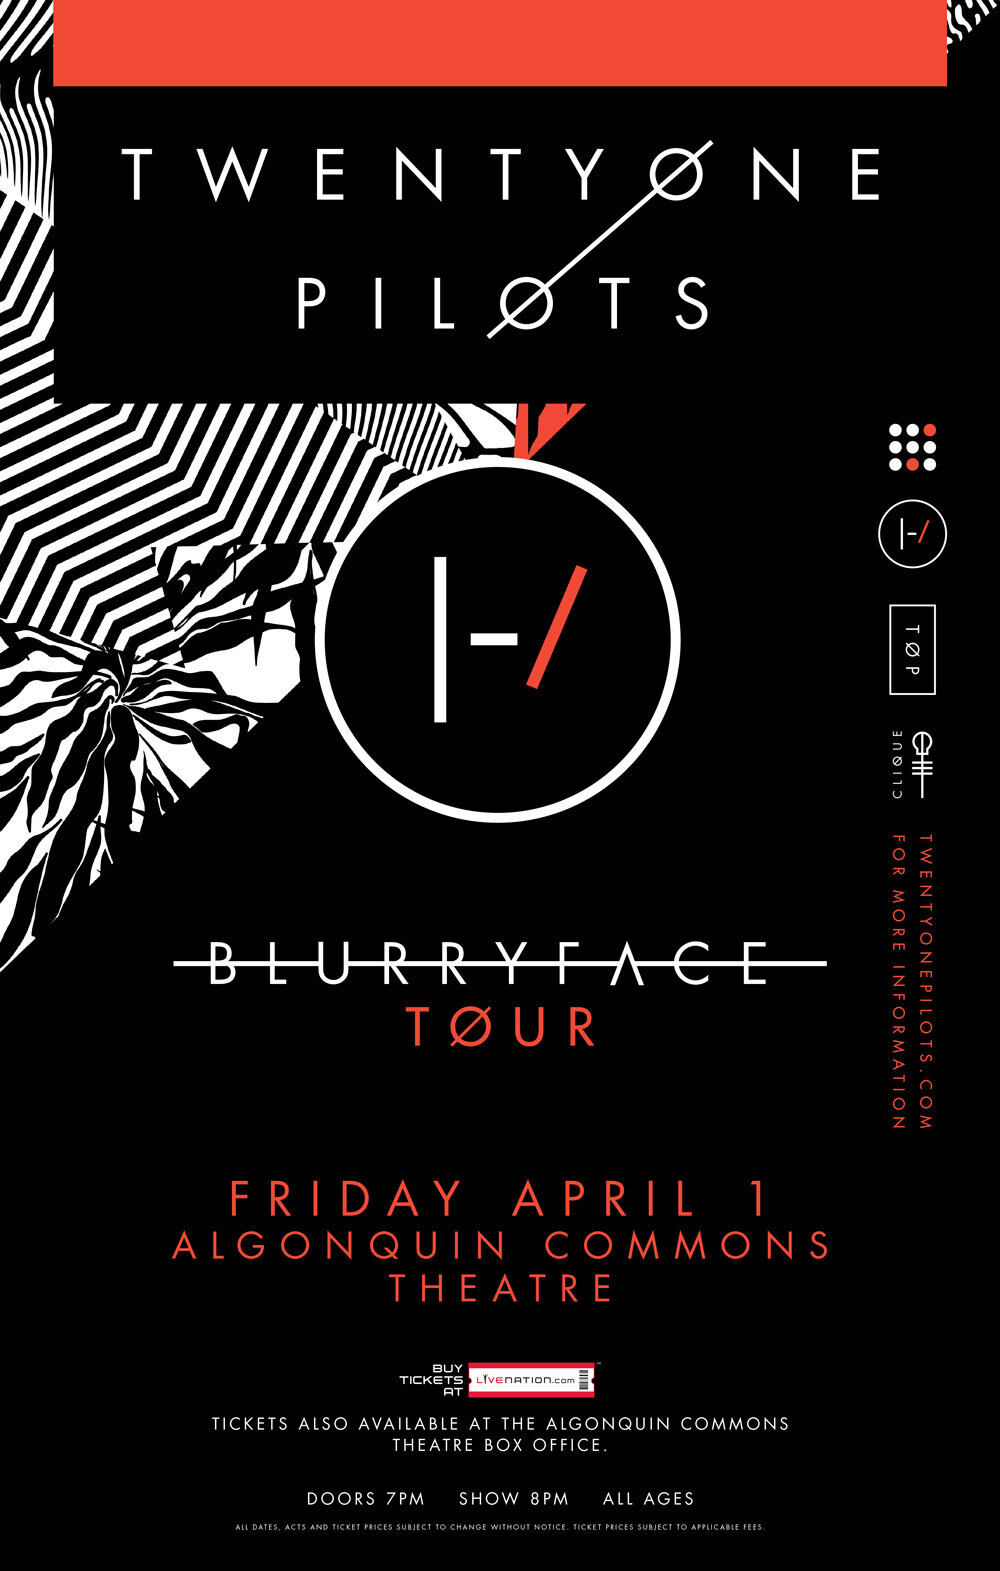 TWENTYØNE
PILØTS
TØP
CLIQUE
TWENTYONEPILOTS.COM
FOR MORE INFORMATION
BLURRYFACE
TØUR
FRIDAY APRIL 1
ALGONQUIN COMMONS
THEATRE
BUY
TICKETS
AT
LIVENATION.com
TICKETS ALSO AVAILABLE AT THE ALGONQUIN COMMONS
THEATRE BOX OFFICE.
DOORS 7PM SHOW 8PM ALL AGES
ALL DATES, ACTS AND TICKET PRICES SUBJECT TO CHANGE WITHOUT NOTICE. TICKET PRICES SUBJECT TO APPLICABLE FEES.